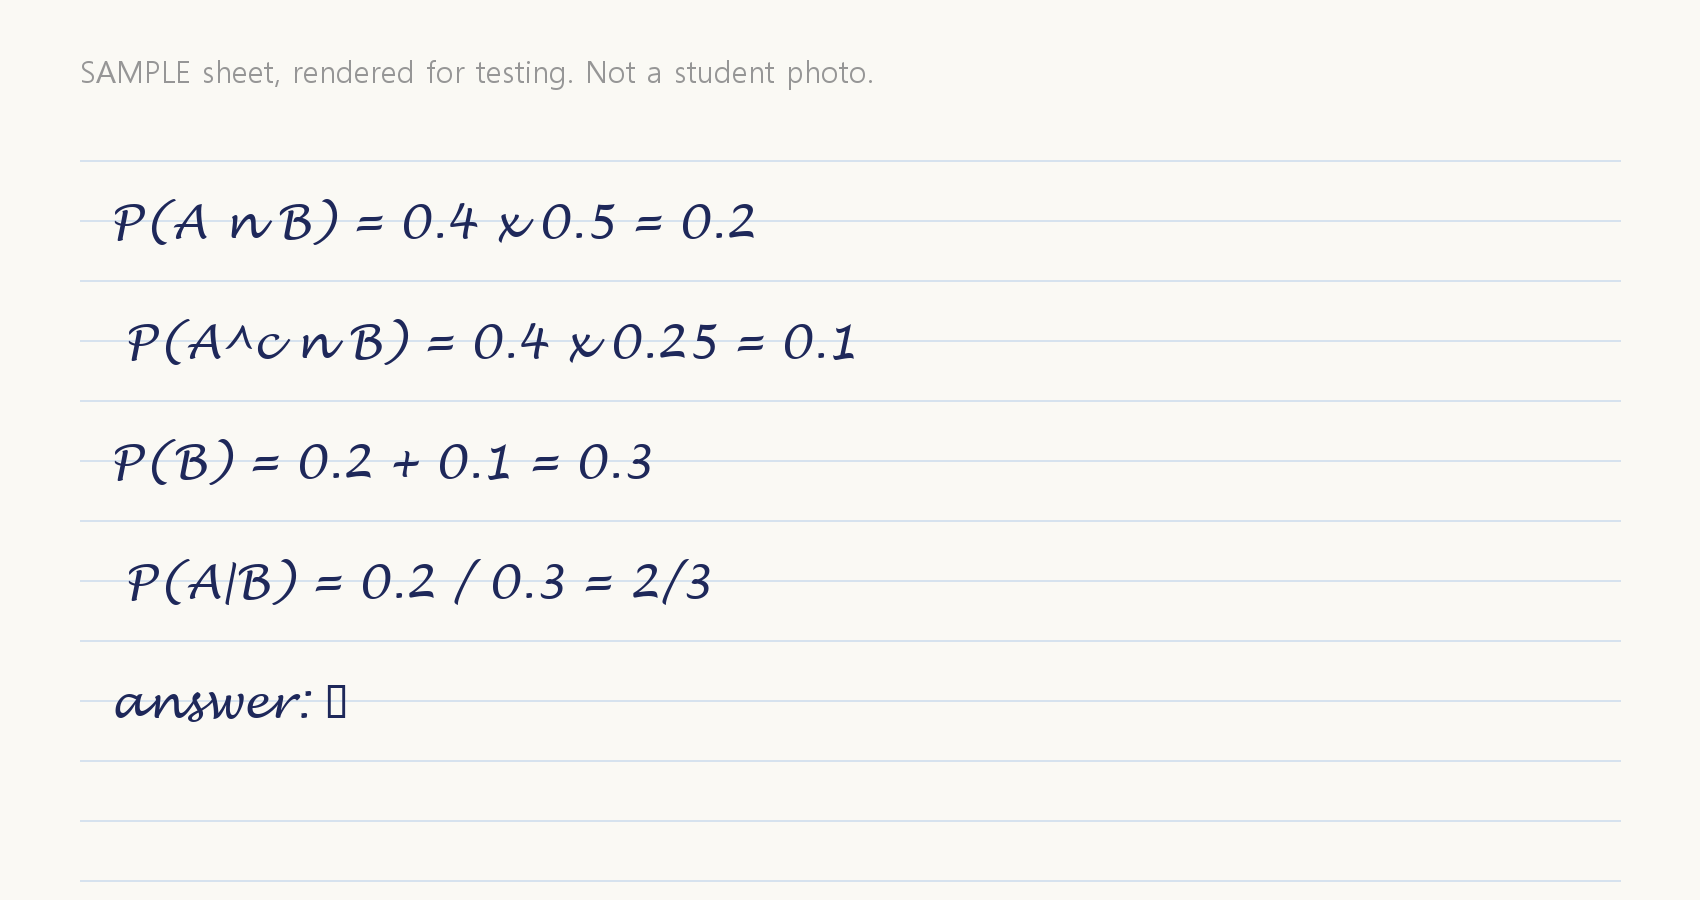 SAMPLE sheet, rendered for testing. Not a student photo.
P(A n B) = 0.4 x 0.5 = 0.2
P(A^c n B) = 0.4 x 0.25 = 0.1
P(B) = 0.2 + 0.1 = 0.3
P(A|B) = 0.2 / 0.3 = 2/3
answer: